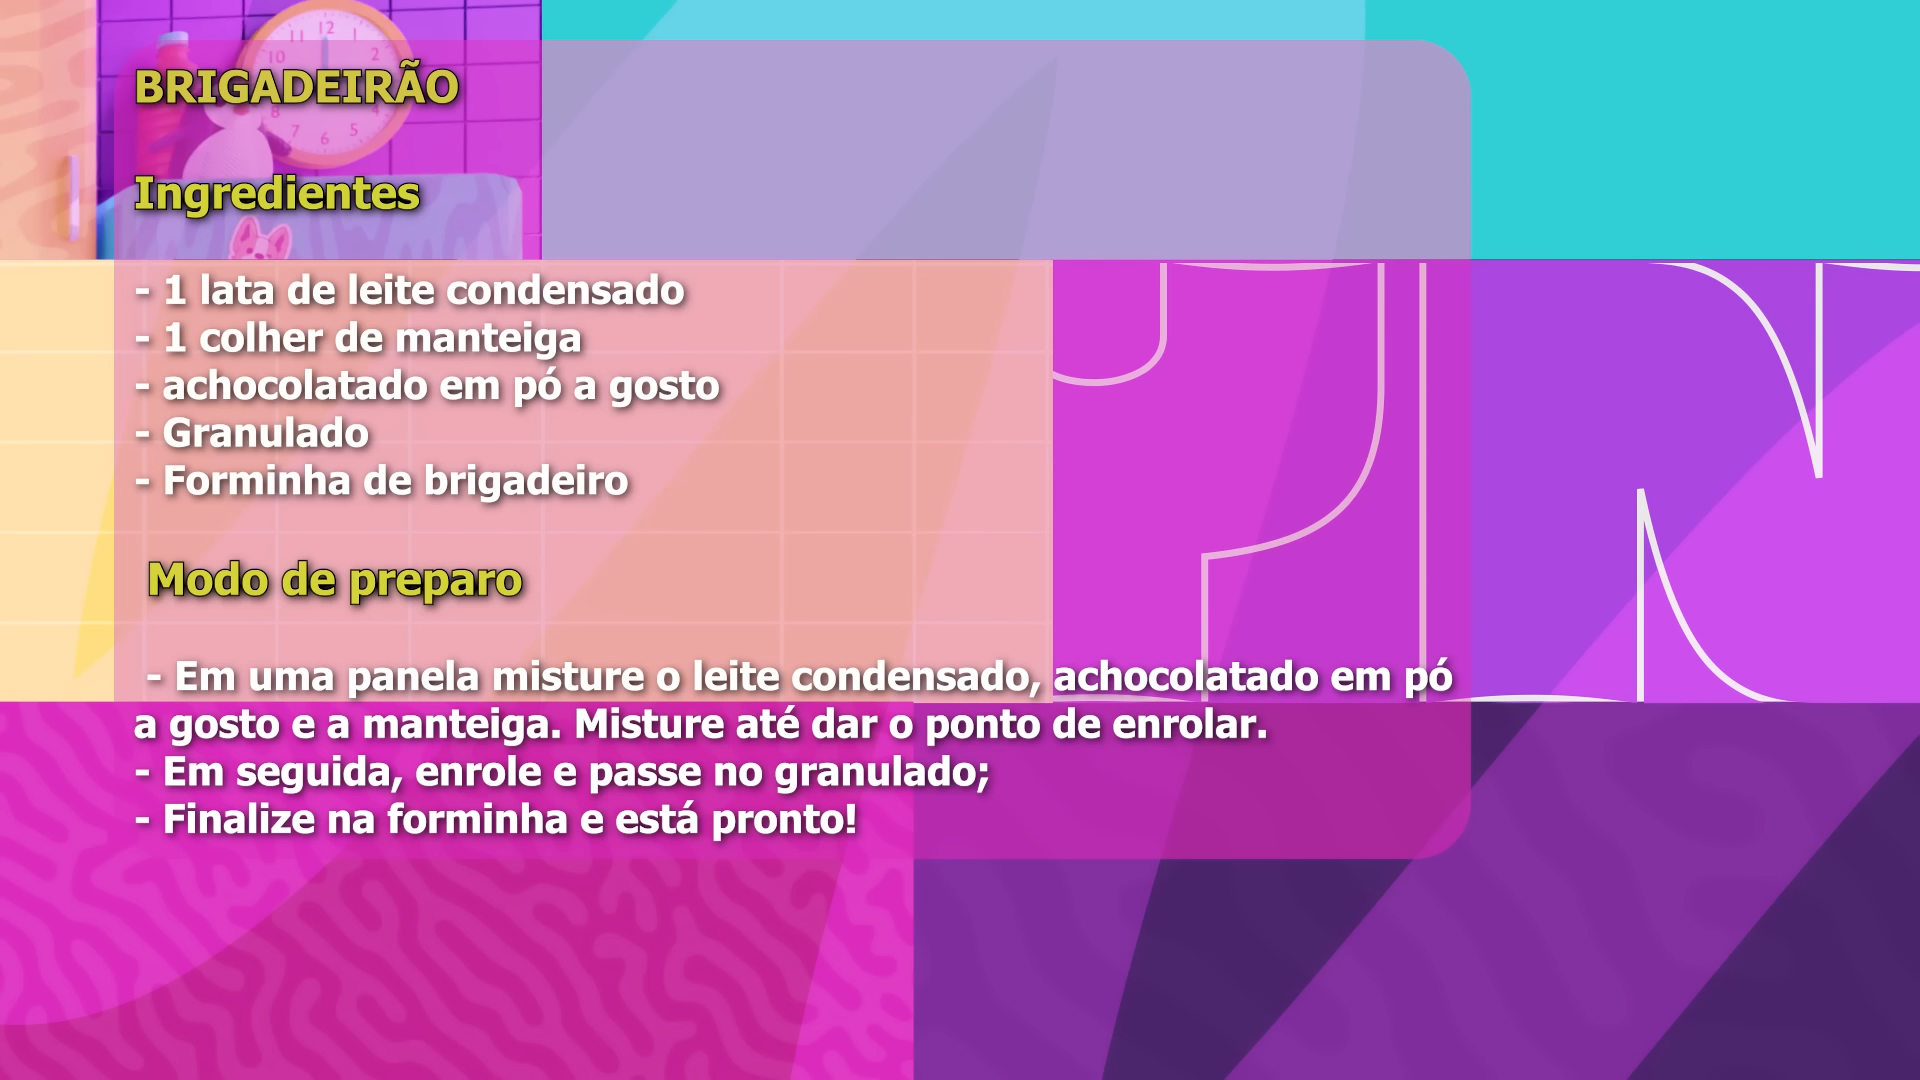 BRIGADEIRÃO
Ingredientes
- 1 lata de leite condensado
- 1 colher de manteiga
- achocolatado em pó a gosto
- Granulado
- Forminha de brigadeiro
Modo de preparo
- Em uma panela misture o leite condensado, achocolatado em pó
a gosto e a manteiga. Misture até dar o ponto de enrolar.
- Em seguida, enrole e passe no granulado;
- Finalize na forminha e está pronto!